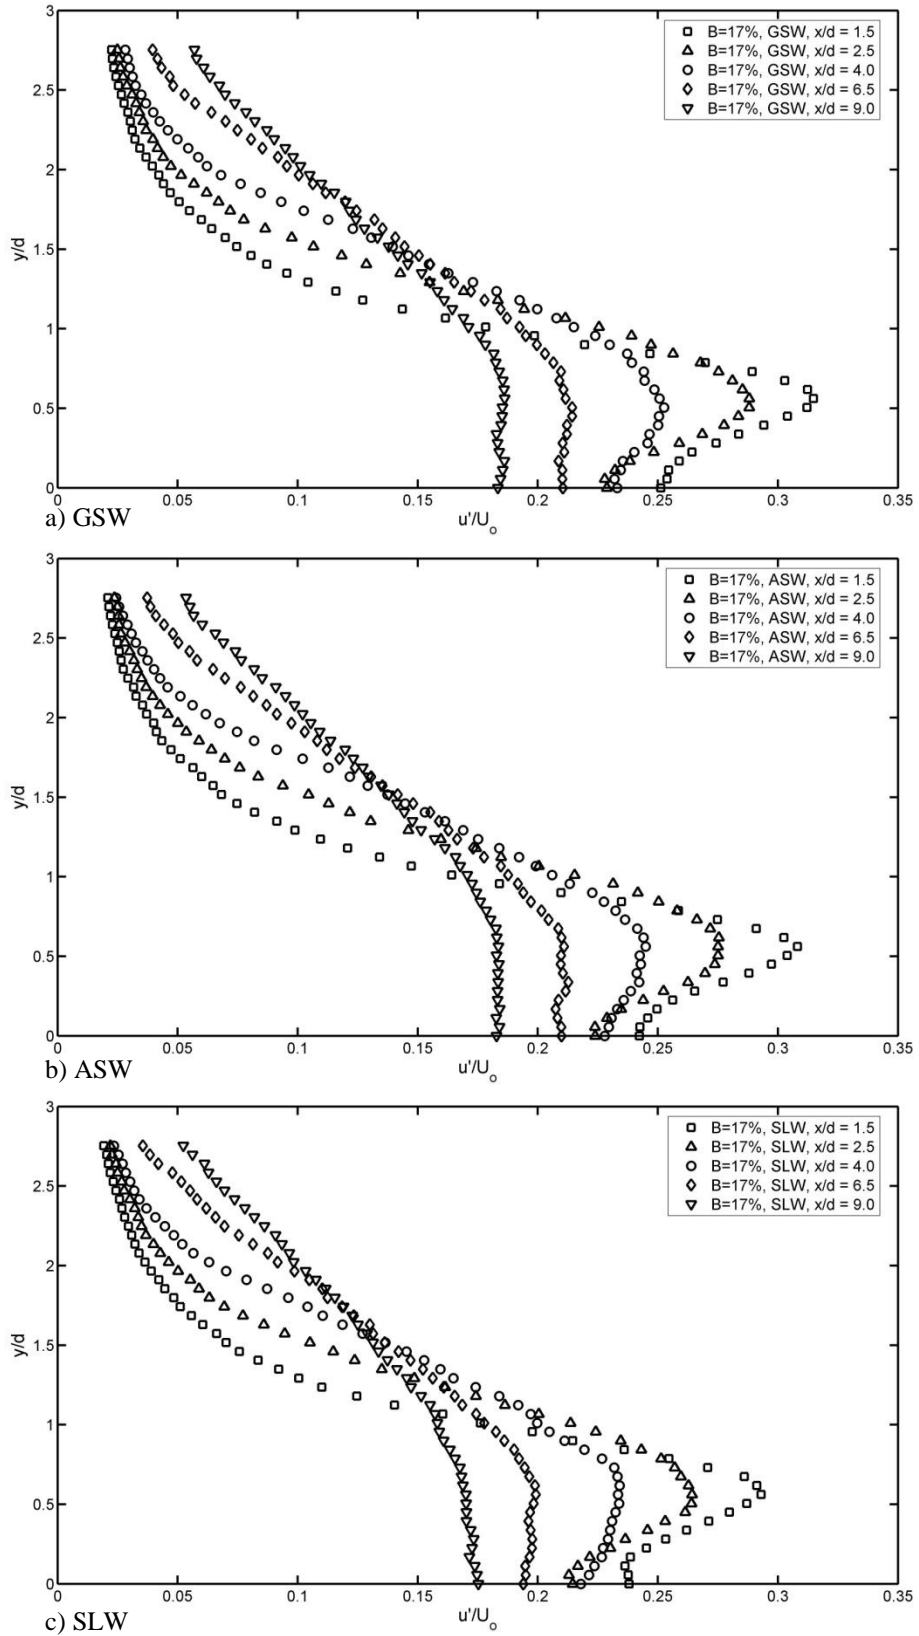 3
2.5
2
1.5
1
0.5
0
y/d
B=17%, GSW, x/d = 1.5
B=17%, GSW, x/d = 2.5
B=17%, GSW, x/d = 4.0
B=17%, GSW, x/d = 6.5
B=17%, GSW, x/d = 9.0
0 0.05 0.1 0.15 0.2 0.25 0.3 0.35
u'/Uo
a) GSW
3
2.5
2
1.5
1
0.5
0
y/d
B=17%, ASW, x/d = 1.5
B=17%, ASW, x/d = 2.5
B=17%, ASW, x/d = 4.0
B=17%, ASW, x/d = 6.5
B=17%, ASW, x/d = 9.0
0 0.05 0.1 0.15 0.2 0.25 0.3 0.35
u'/Uo
b) ASW
3
2.5
2
1.5
1
0.5
0
y/d
B=17%, SLW, x/d = 1.5
B=17%, SLW, x/d = 2.5
B=17%, SLW, x/d = 4.0
B=17%, SLW, x/d = 6.5
B=17%, SLW, x/d = 9.0
0 0.05 0.1 0.15 0.2 0.25 0.3 0.35
u'/Uo
c) SLW